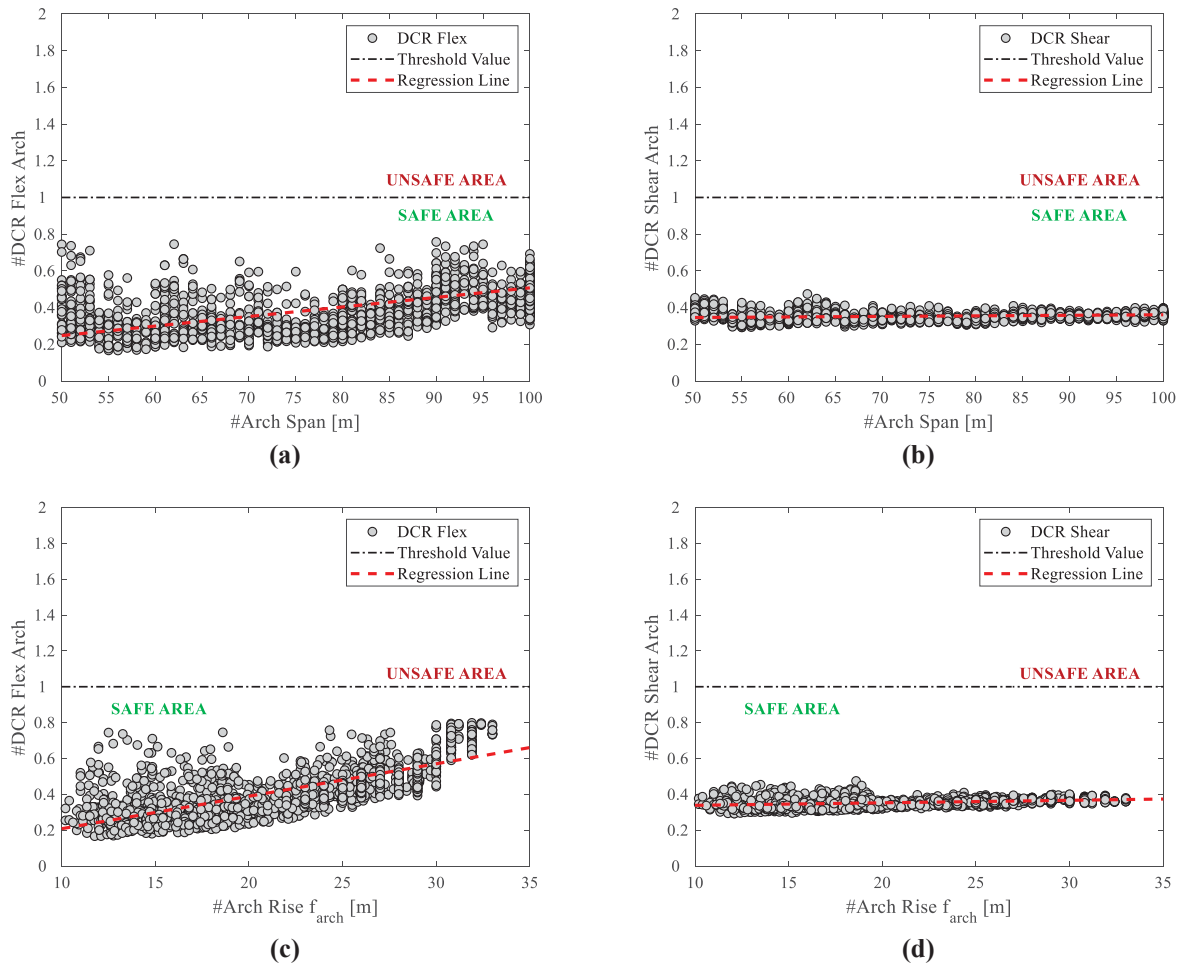 2
1.8
1.6
1.4
1.2
1
0.8
0.6
0.4
0.2
0
#DCR Flex Arch
DCR Flex
Threshold Value
Regression Line
UNSAFE AREA
SAFE AREA
50 55 60 65 70 75 80 85 90 95 100
#Arch Span [m]
(a)
2
1.8
1.6
1.4
1.2
1
0.8
0.6
0.4
0.2
0
#DCR Shear Arch
DCR Shear
Threshold Value
Regression Line
UNSAFE AREA
SAFE AREA
50 55 60 65 70 75 80 85 90 95 100
#Arch Span [m]
(b)
2
1.8
1.6
1.4
1.2
1
0.8
0.6
0.4
0.2
0
#DCR Flex Arch
DCR Flex
Threshold Value
Regression Line
UNSAFE AREA
SAFE AREA
10 15 20 25 30 35
#Arch Rise f_arch [m]
(c)
2
1.8
1.6
1.4
1.2
1
0.8
0.6
0.4
0.2
0
#DCR Shear Arch
DCR Shear
Threshold Value
Regression Line
UNSAFE AREA
SAFE AREA
10 15 20 25 30 35
#Arch Rise f_arch [m]
(d)